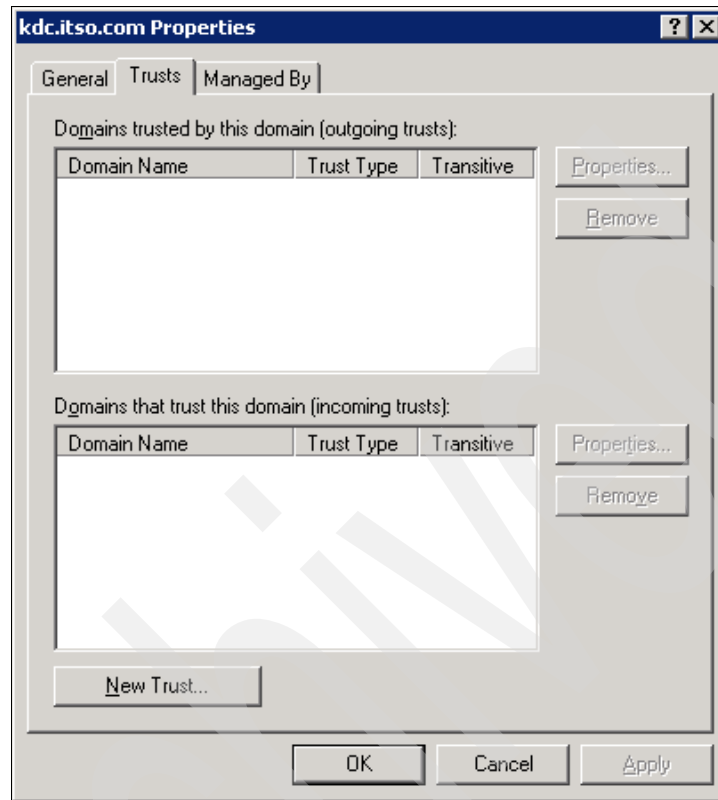 kdc.itso.com Properties
General Trusts Managed By
Domains trusted by this domain (outgoing trusts):
Domain Name Trust Type Transitive
Properties...
Remove
Domains that trust this domain (incoming trusts):
Domain Name Trust Type Transitive
Properties...
Remove
New Trust...
OK Cancel Apply